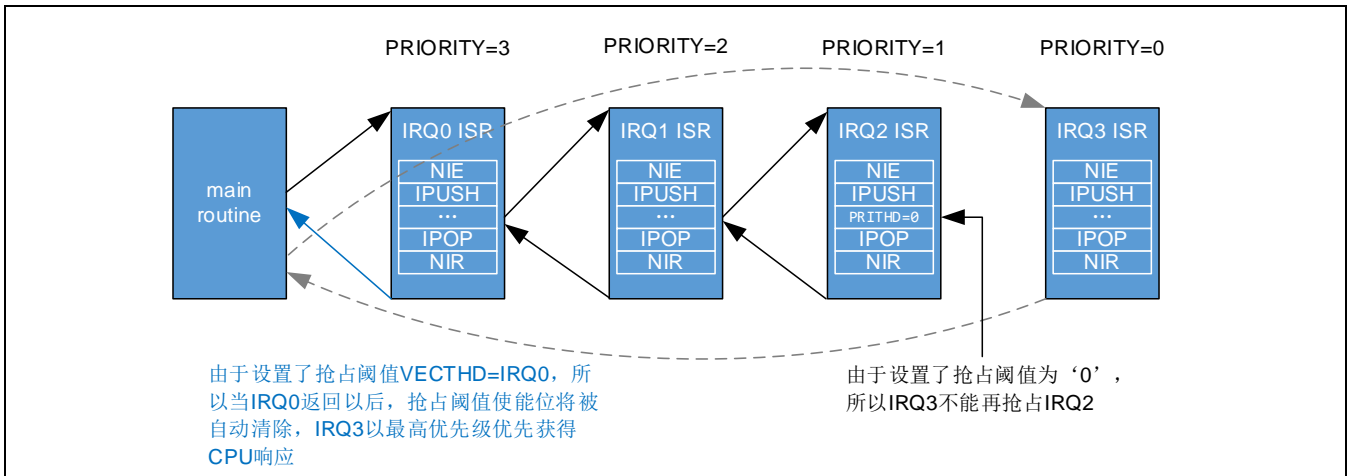 PRIORITY=3
PRIORITY=2
PRIORITY=1
PRIORITY=0
main
routine
IRQ0 ISR
NIE
IPUSH
...
IPOP
NIR
IRQ1 ISR
NIE
IPUSH
...
IPOP
NIR
IRQ2 ISR
NIE
IPUSH
PRITHD=0
IPOP
NIR
IRQ3 ISR
NIE
IPUSH
...
IPOP
NIR
由于设置了抢占阈值VECTHD=IRQ0，所
以当IRQ0返回以后，抢占阈值使能位将被
自动清除，IRQ3以最高优先级优先获得
CPU响应
由于设置了抢占阈值为‘0’，
所以IRQ3不能再抢占IRQ2